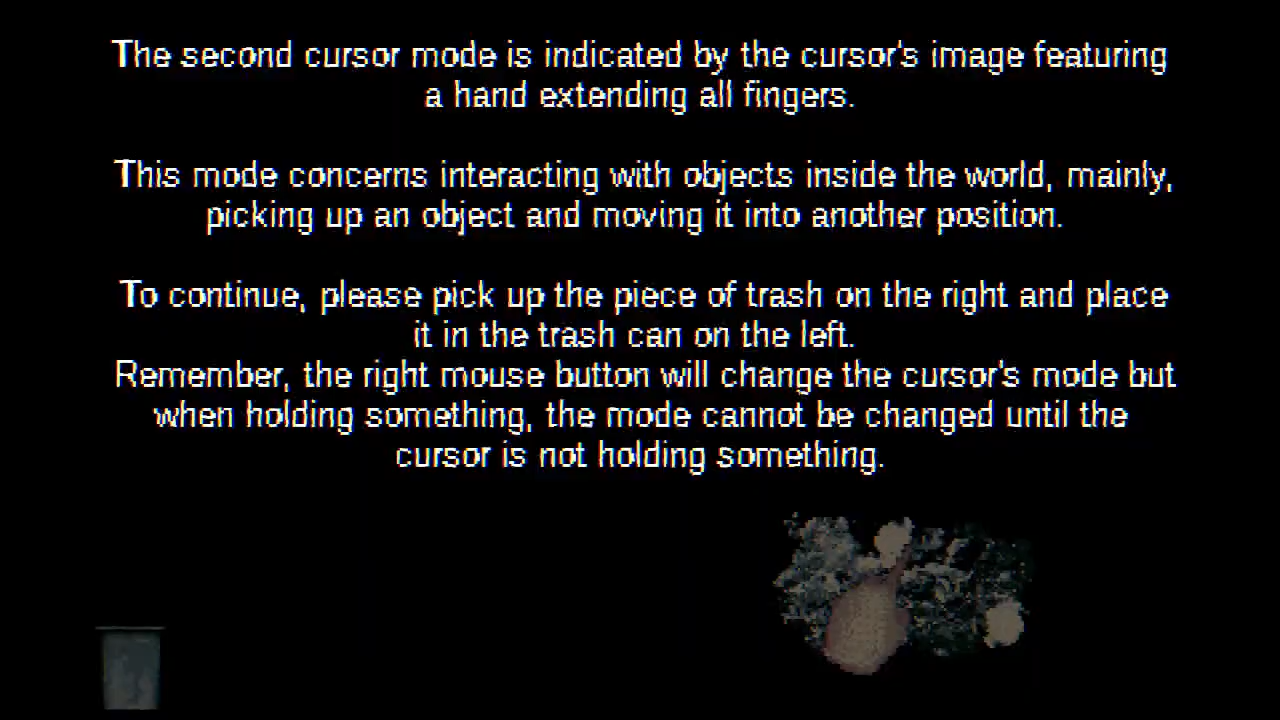 The second cursor mode is indicated by the cursor's image featuring
a hand extending all fingers.
This mode concerns interacting with objects inside the world, mainly,
picking up an object and moving it into another position.
To continue, please pick up the piece of trash on the right and place
it in the trash can on the left.
Remember, the right mouse button will change the cursor's mode but
when holding something, the mode cannot be changed until the
cursor is not holding something.